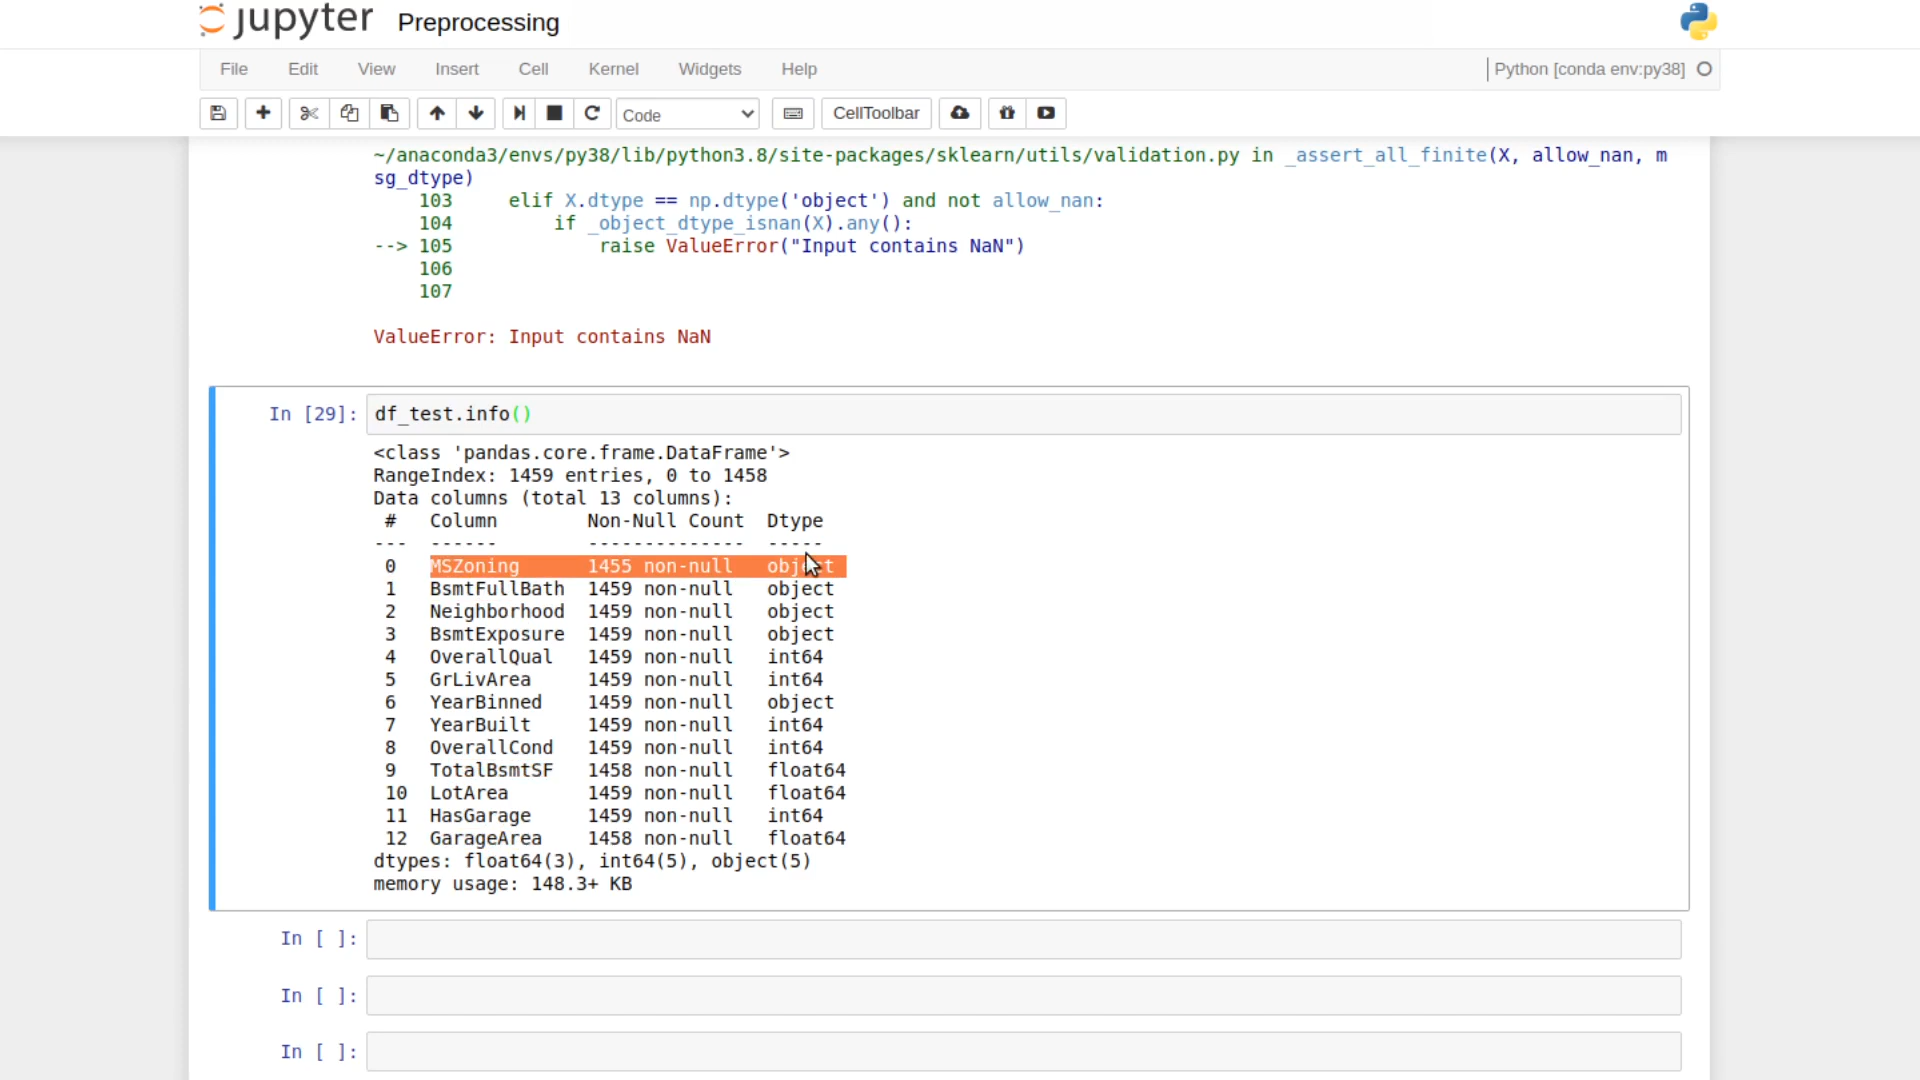 jupyter Preprocessing
File Edit View Insert Cell Kernel Widgets Help Python [conda env:py38]
Code CellToolbar
~/anaconda3/envs/py38/lib/python3.8/site-packages/sklearn/utils/validation.py in _assert_all_finite(X, allow_nan, m
sg_dtype)
    103     elif X.dtype == np.dtype('object') and not allow_nan:
    104         if _object_dtype_isnan(X).any():
--> 105             raise ValueError("Input contains NaN")
    106
    107
ValueError: Input contains NaN
In [29]: df_test.info()
<class 'pandas.core.frame.DataFrame'>
RangeIndex: 1459 entries, 0 to 1458
Data columns (total 13 columns):
 #   Column        Non-Null Count  Dtype
---  ------        --------------  -----
 0   MSZoning      1455 non-null   object
 1   BsmtFullBath  1459 non-null   object
 2   Neighborhood  1459 non-null   object
 3   BsmtExposure  1459 non-null   object
 4   OverallQual   1459 non-null   int64
 5   GrLivArea     1459 non-null   int64
 6   YearBinned    1459 non-null   object
 7   YearBuilt     1459 non-null   int64
 8   OverallCond   1459 non-null   int64
 9   TotalBsmtSF   1458 non-null   float64
 10  LotArea       1459 non-null   float64
 11  HasGarage     1459 non-null   int64
 12  GarageArea    1458 non-null   float64
dtypes: float64(3), int64(5), object(5)
memory usage: 148.3+ KB
In [ ]:
In [ ]:
In [ ]: